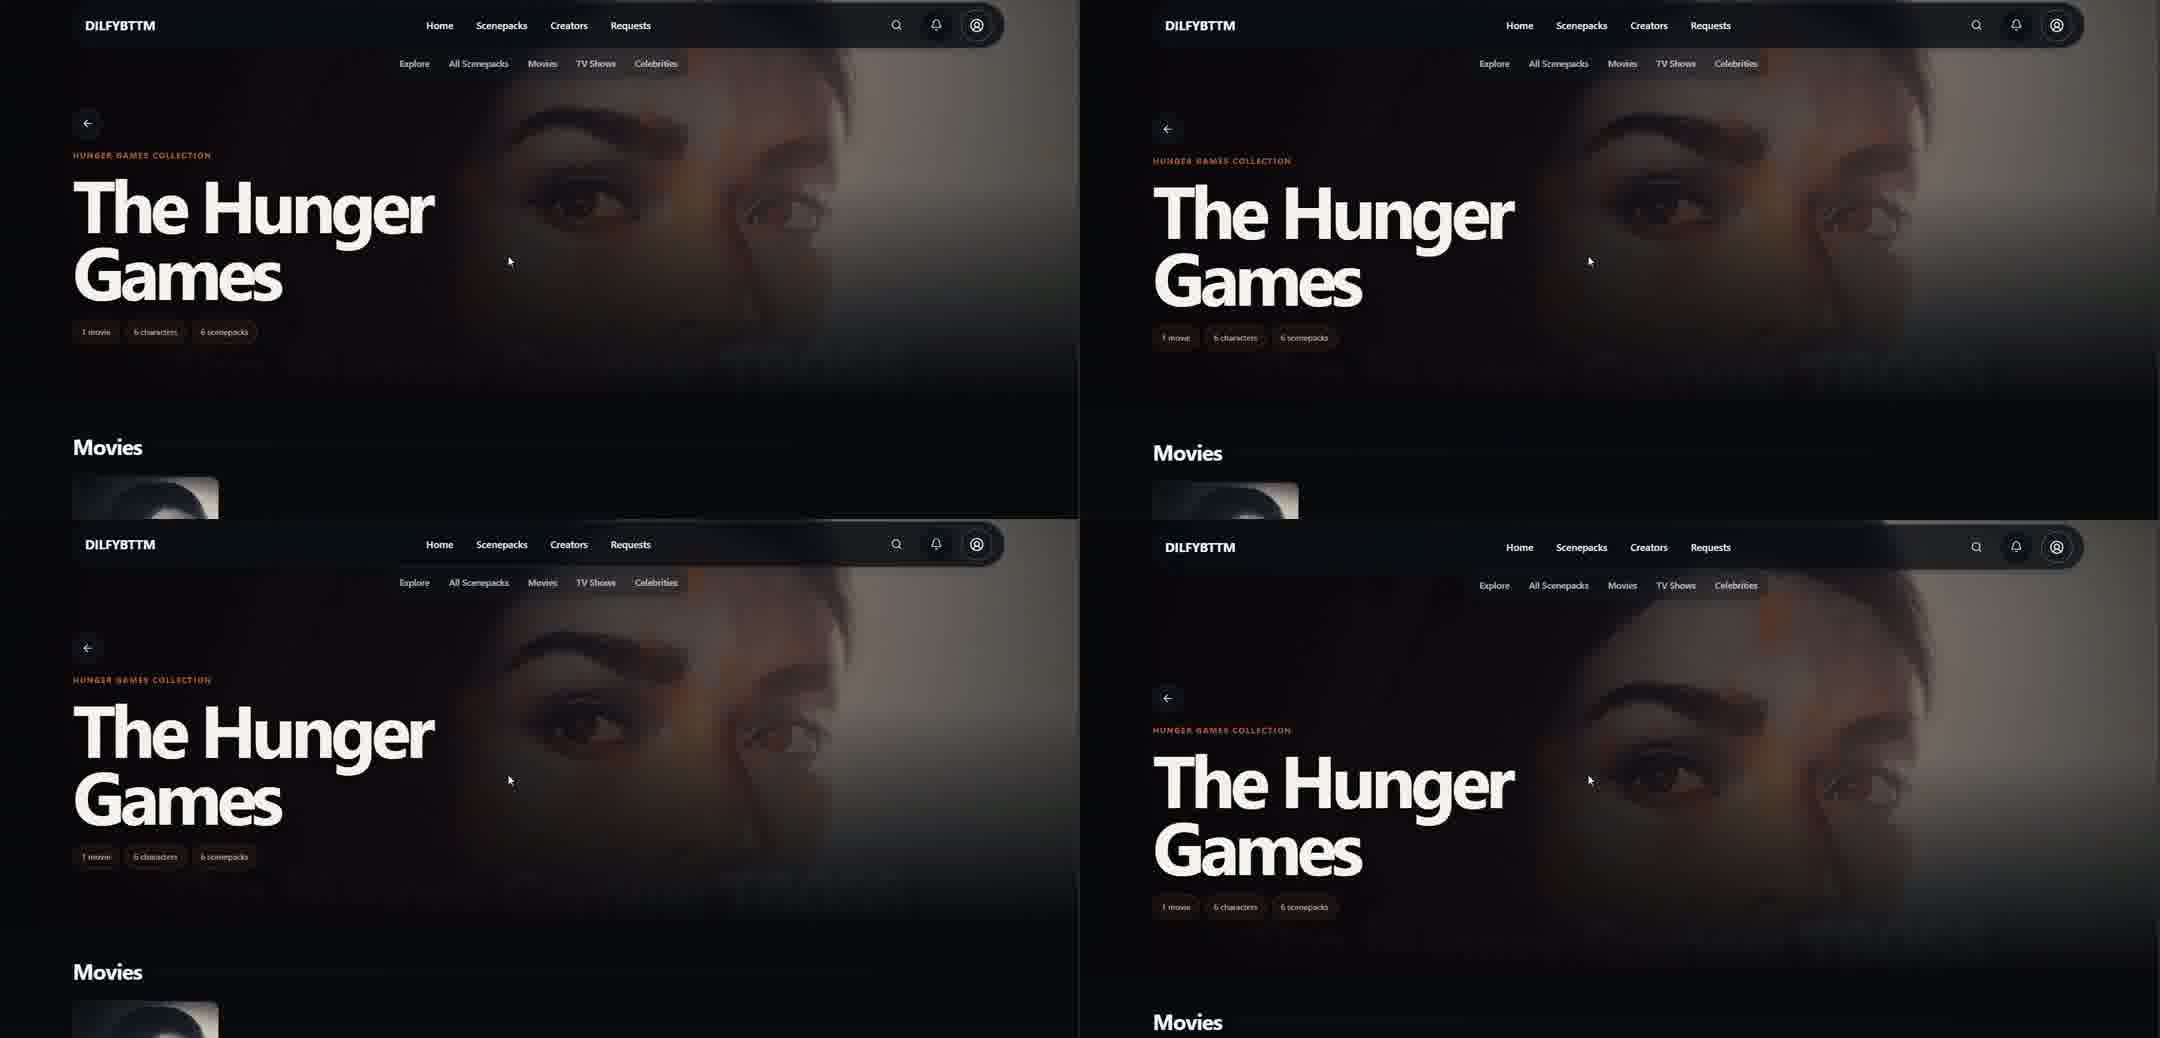 DILFYBTTM Home Scenepacks Creators Requests
Explore All Scenepacks Movies TV Shows Celebrities
HUNGER GAMES COLLECTION
The Hunger
Games
1 movie 6 characters 6 scenepacks
Movies
DILFYBTTM Home Scenepacks Creators Requests
Explore All Scenepacks Movies TV Shows Celebrities
HUNGER GAMES COLLECTION
The Hunger
Games
1 movie 6 characters 6 scenepacks
Movies
DILFYBTTM Home Scenepacks Creators Requests
Explore All Scenepacks Movies TV Shows Celebrities
HUNGER GAMES COLLECTION
The Hunger
Games
1 movie 6 characters 6 scenepacks
Movies
DILFYBTTM Home Scenepacks Creators Requests
Explore All Scenepacks Movies TV Shows Celebrities
HUNGER GAMES COLLECTION
The Hunger
Games
1 movie 6 characters 6 scenepacks
Movies